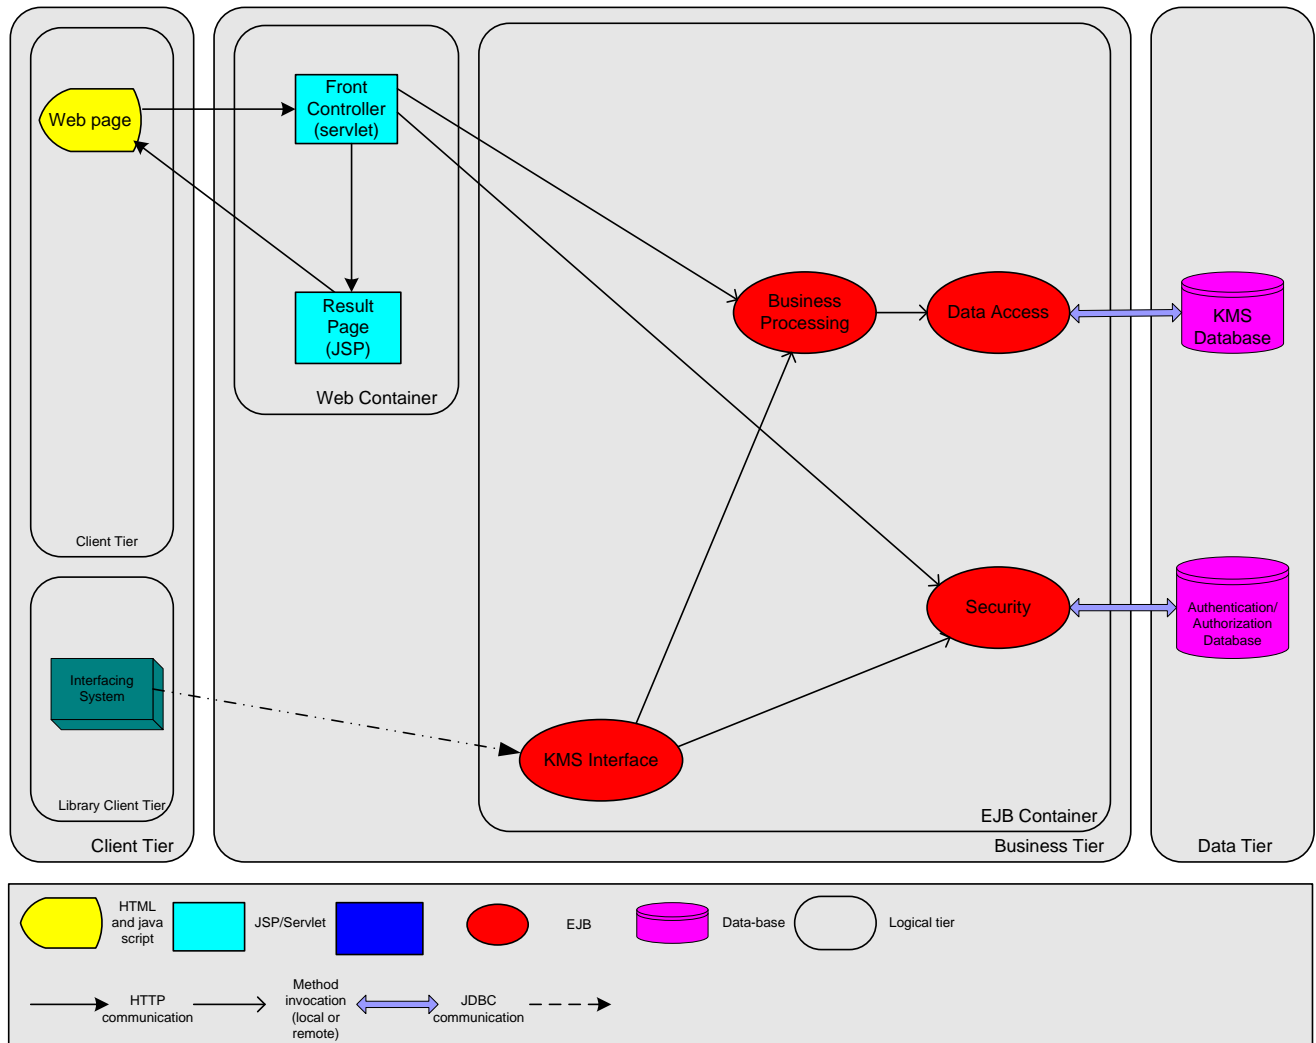 Web page
Client Tier
Interfacing
System
Library Client Tier
Client Tier
Front
Controller
(servlet)
Result
Page
(JSP)
Web Container
Business
Processing
Data Access
Security
KMS Interface
EJB Container
Business Tier
KMS
Database
Authentication/
Authorization
Database
Data Tier
HTML
and java
script
JSP/Servlet
EJB
Data-base
Logical tier
HTTP
communication
Method
invocation
(local or
remote)
JDBC
communication